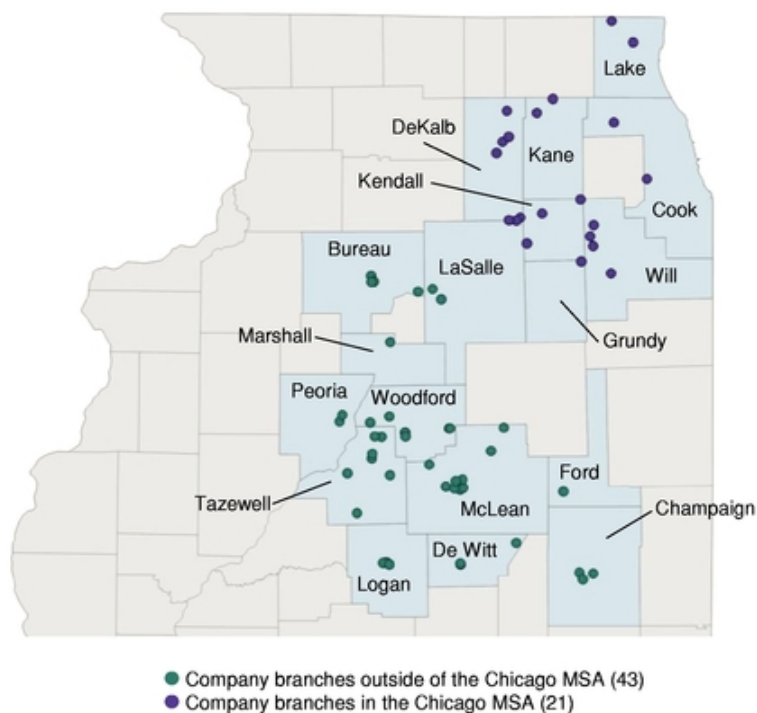 Lake
DeKalb
Kane
Kendall
Cook
Bureau
LaSalle
Will
Marshall
Grundy
Peoria
Woodford
Ford
Tazewell
McLean
Champaign
De Witt
Logan
Company branches outside of the Chicago MSA (43)
Company branches in the Chicago MSA (21)